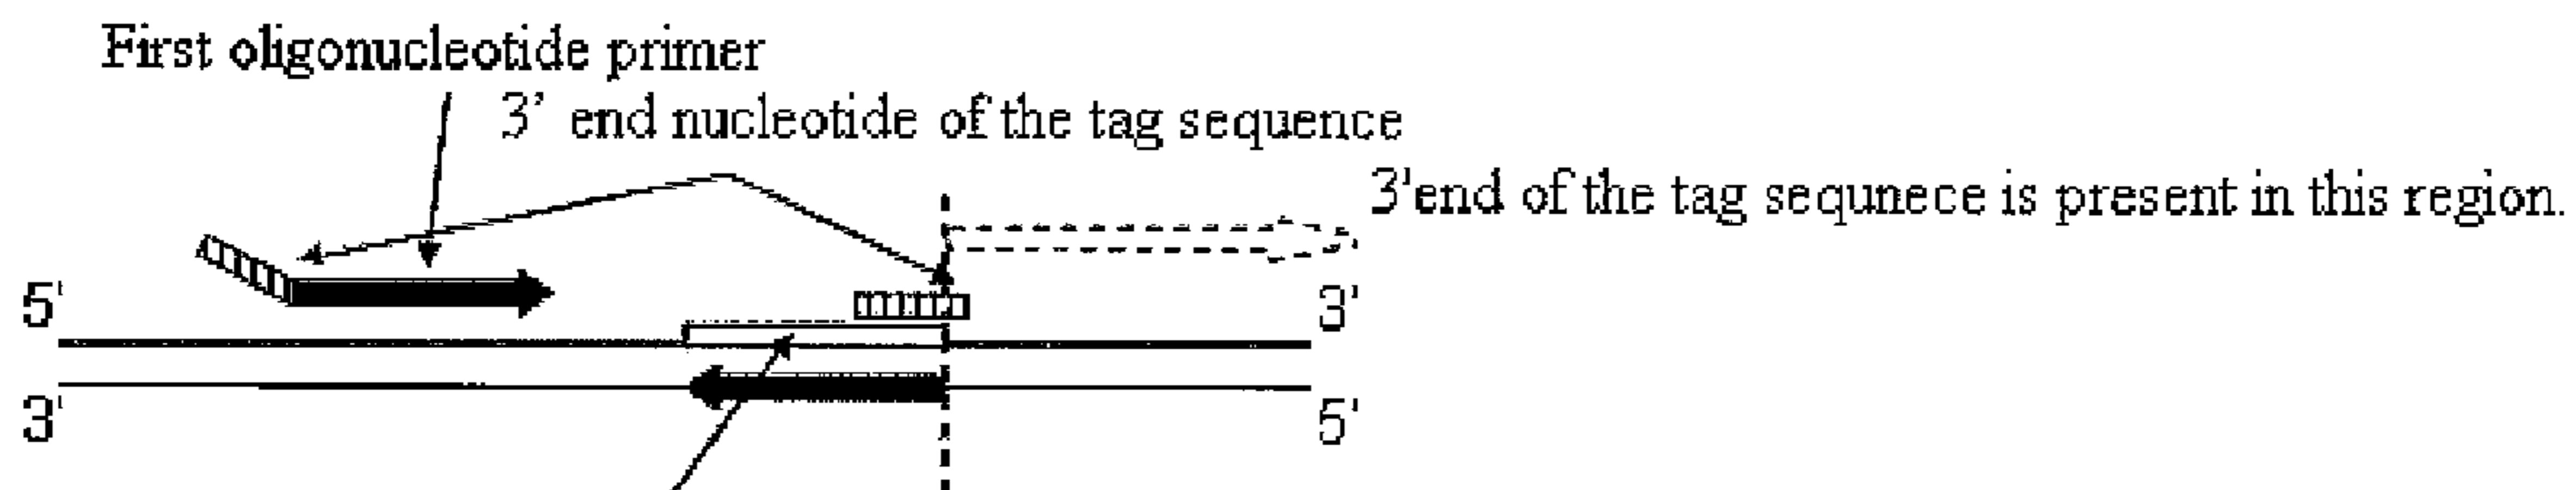 First oligonucleotide primer
3' end nucleotide of the tag sequence
3'end of the tag sequnece is present in this region.
5' 3'
3' 5'